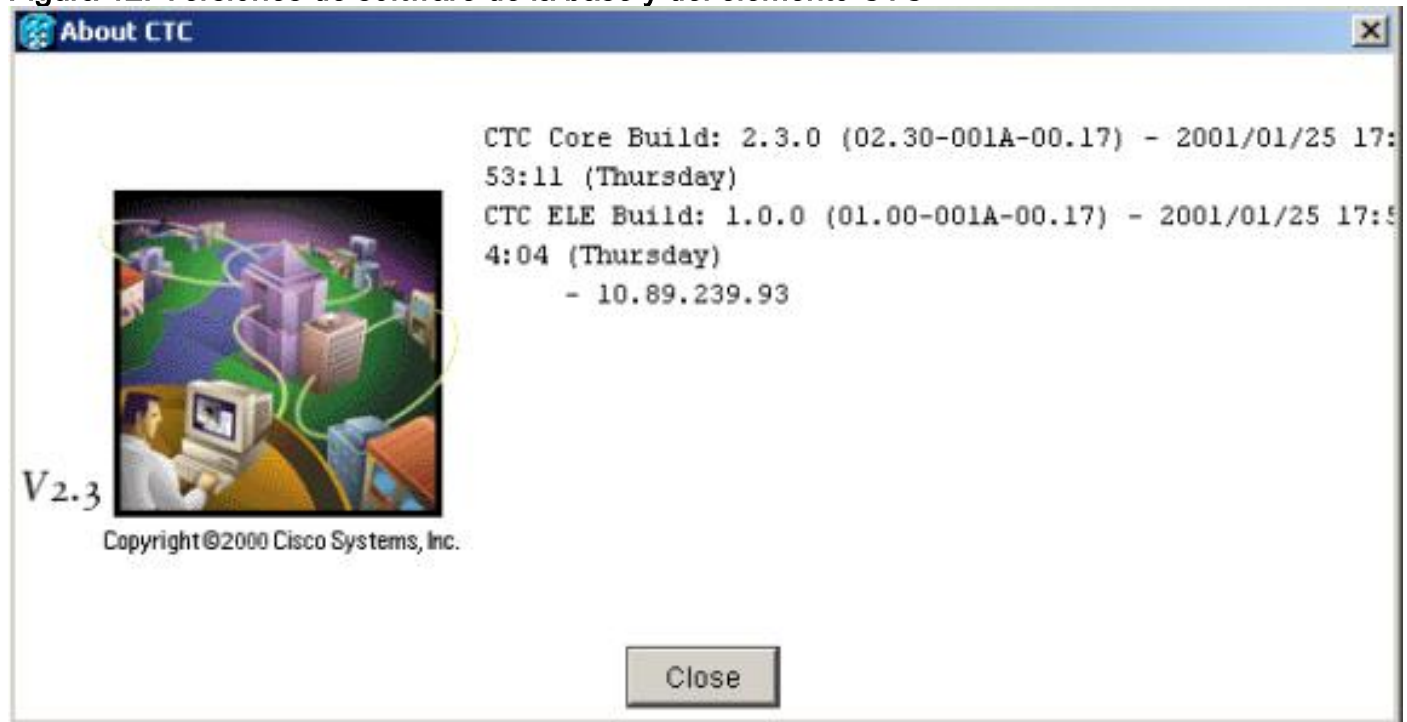 About CTC
CTC Core Build: 2.3.0 (02.30-001A-00.17) - 2001/01/25 17:
53:11 (Thursday)
CTC ELE Build: 1.0.0 (01.00-001A-00.17) - 2001/01/25 17:5
4:04 (Thursday)
- 10.89.239.93
V2.3
Copyright©2000 Cisco Systems, Inc.
Close